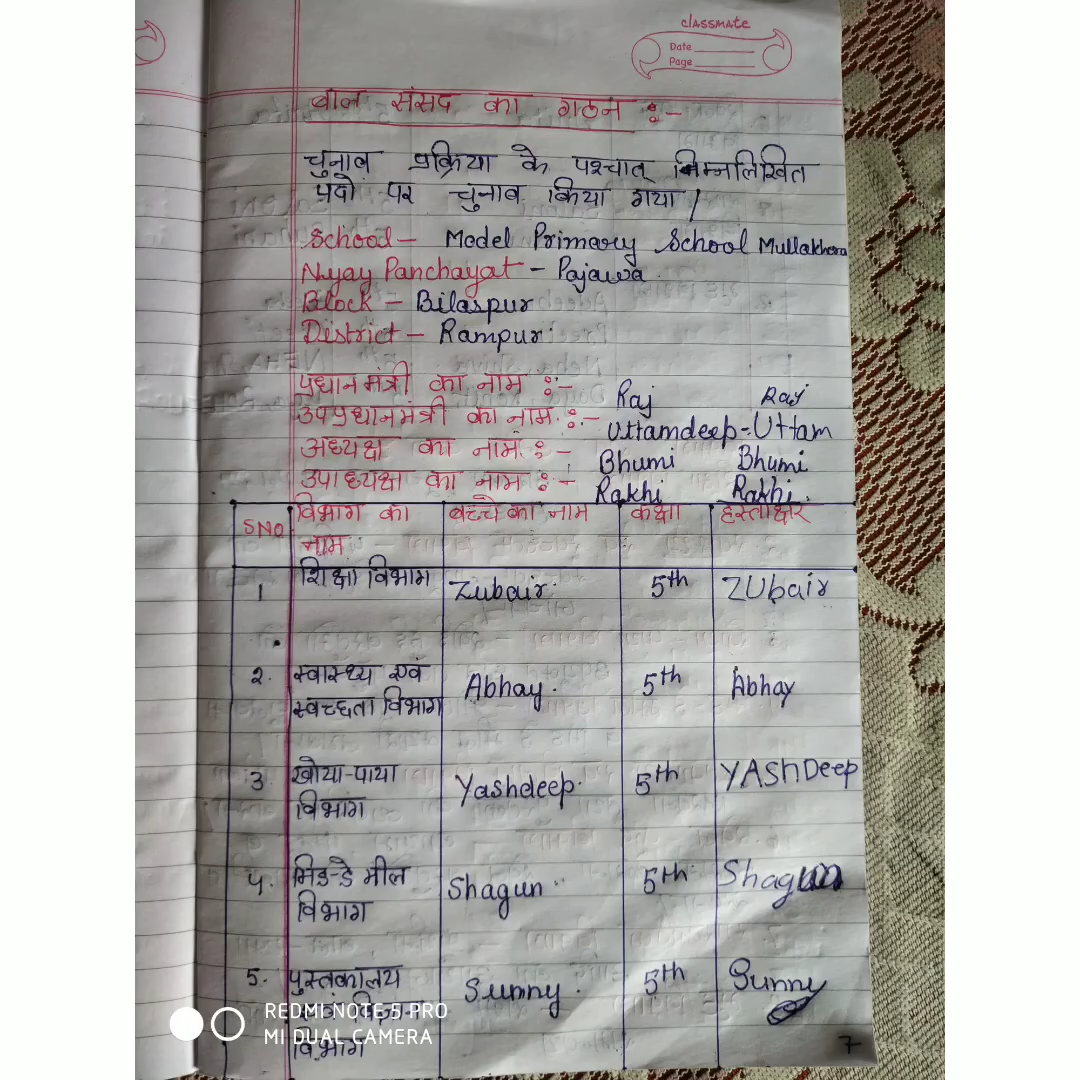 classmate
Date
Page
बाल संसद का गठन :-
चुनाव प्रक्रिया के पश्चात् निम्नलिखित
पदो पर चुनाव किया गया /
School - Model Primary School Mullakhera
Nyay Panchayat - Pajawa
Block - Bilaspur
District - Rampur
प्रधानमंत्री का नाम :- Raj Raj
उपप्रधानमंत्री का नाम :- Uttamdeep - Uttam
अध्यक्ष का नाम :- Bhumi Bhumi
उपाध्यक्षा का नाम :- Rakhi Rakhi.
SNO विभाग का बच्चे का नाम कक्षा हस्ताक्षर
नाम
1 शिक्षा विभाग Zubair. 5th ZUbair
2. स्वास्थ्य एवं Abhay. 5th Abhay
स्वच्छता विभाग
3 खोया-पाया Yashdeep. 5th YAShDeep
विभाग
4. मिड-डे मील Shagun 5th Shagun
विभाग
5. पुस्तकालय Sunny. 5th Sunny
एवं
विभाग
7
REDMI NOTE 5 PRO
MI DUAL CAMERA